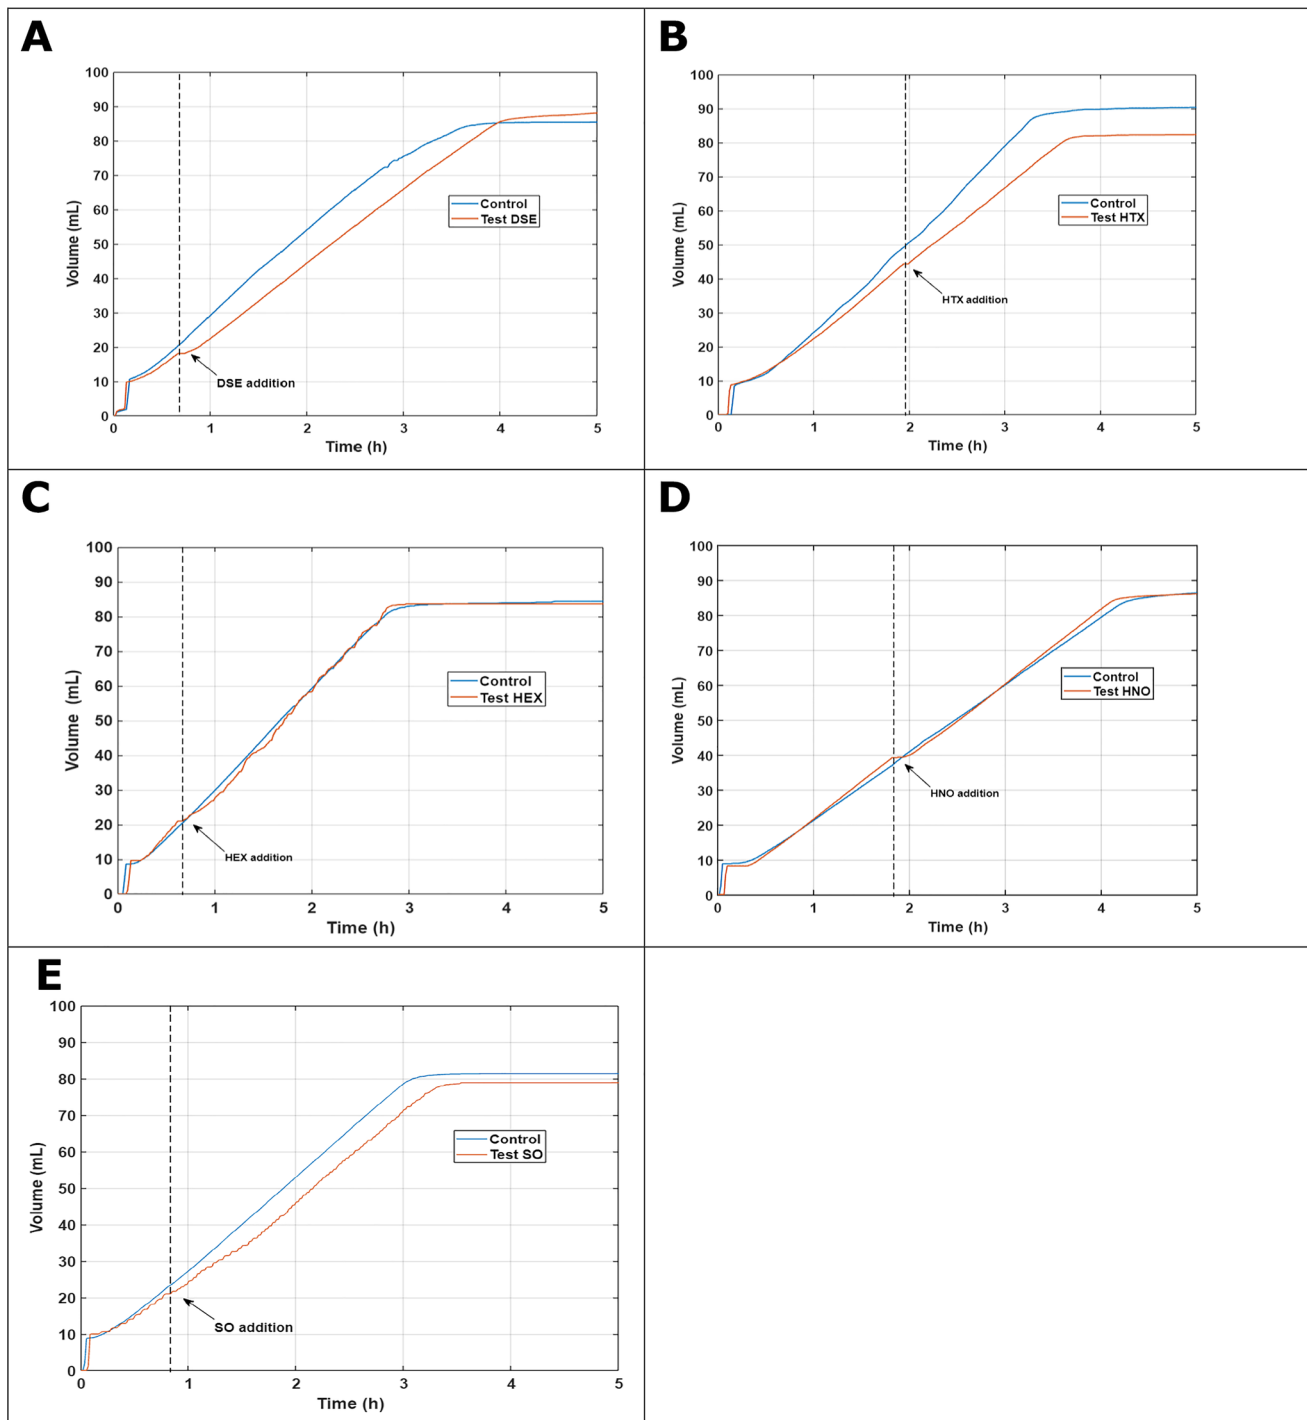 A
100
90
80
70
60
50
40
30
20
10
0
0 1 2 3 4 5
Volume (mL)
Time (h)
Control
Test DSE
DSE addition
B
100
90
80
70
60
50
40
30
20
10
0
0 1 2 3 4 5
Volume (mL)
Time (h)
Control
Test HTX
HTX addition
C
100
90
80
70
60
50
40
30
20
10
0
0 1 2 3 4 5
Volume (mL)
Time (h)
Control
Test HEX
HEX addition
D
100
90
80
70
60
50
40
30
20
10
0
0 1 2 3 4 5
Volume (mL)
Time (h)
Control
Test HNO
HNO addition
E
100
90
80
70
60
50
40
30
20
10
0
0 1 2 3 4 5
Volume (mL)
Time (h)
Control
Test SO
SO addition